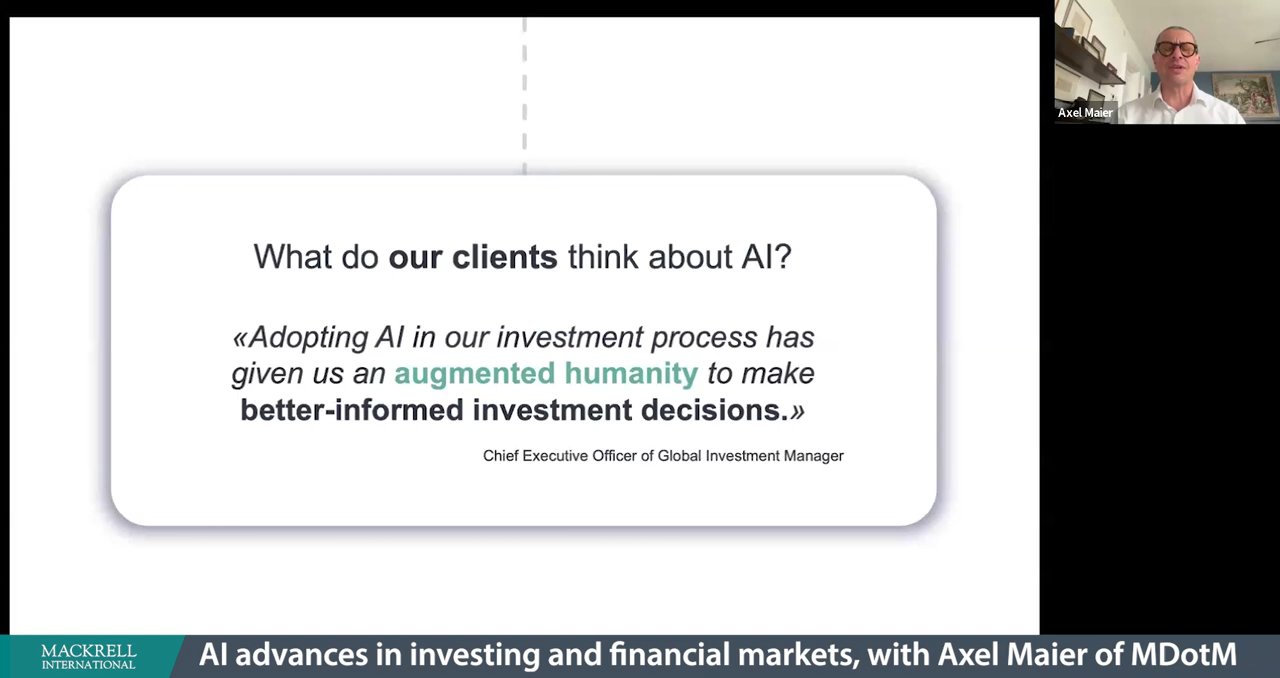 What do our clients think about AI?
«Adopting AI in our investment process has
given us an augmented humanity to make
better-informed investment decisions.»
Chief Executive Officer of Global Investment Manager
Axel Maier
MACKRELL
INTERNATIONAL
AI advances in investing and financial markets, with Axel Maier of MDotM